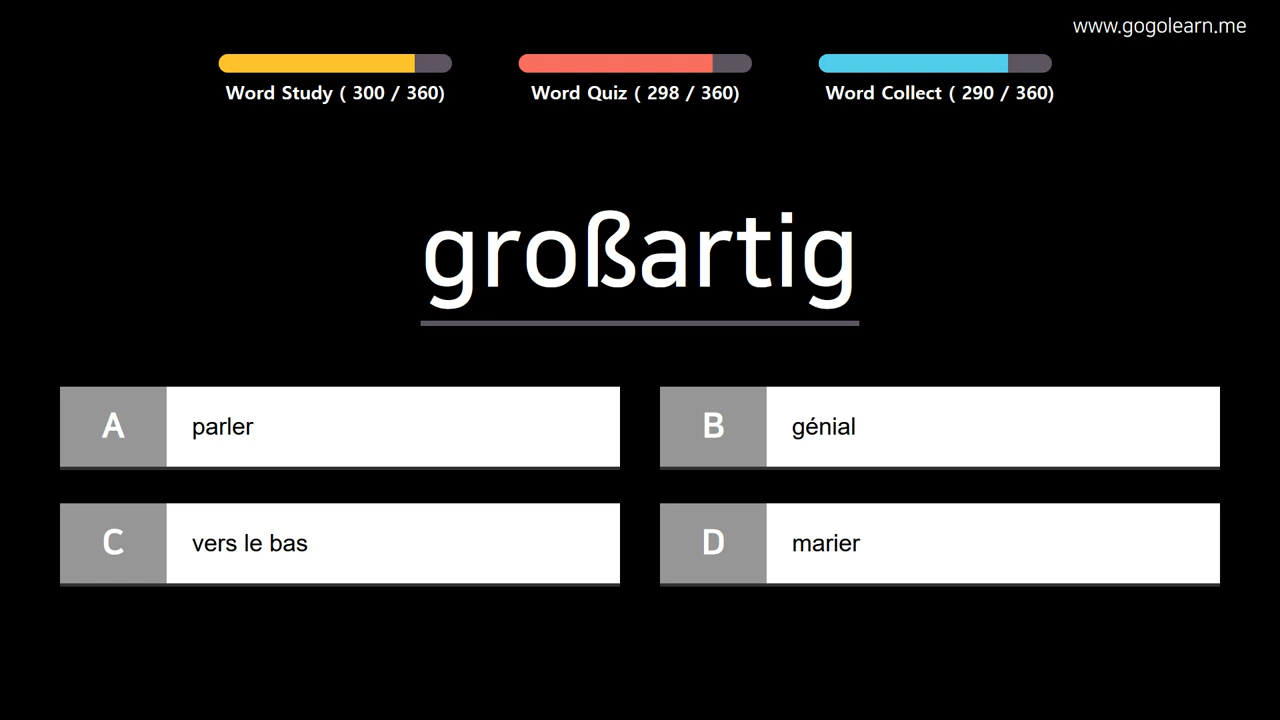 www.gogolearn.me
Word Study ( 300 / 360)
Word Quiz ( 298 / 360)
Word Collect ( 290 / 360)
großartig
A
parler
B
génial
C
vers le bas
D
marier